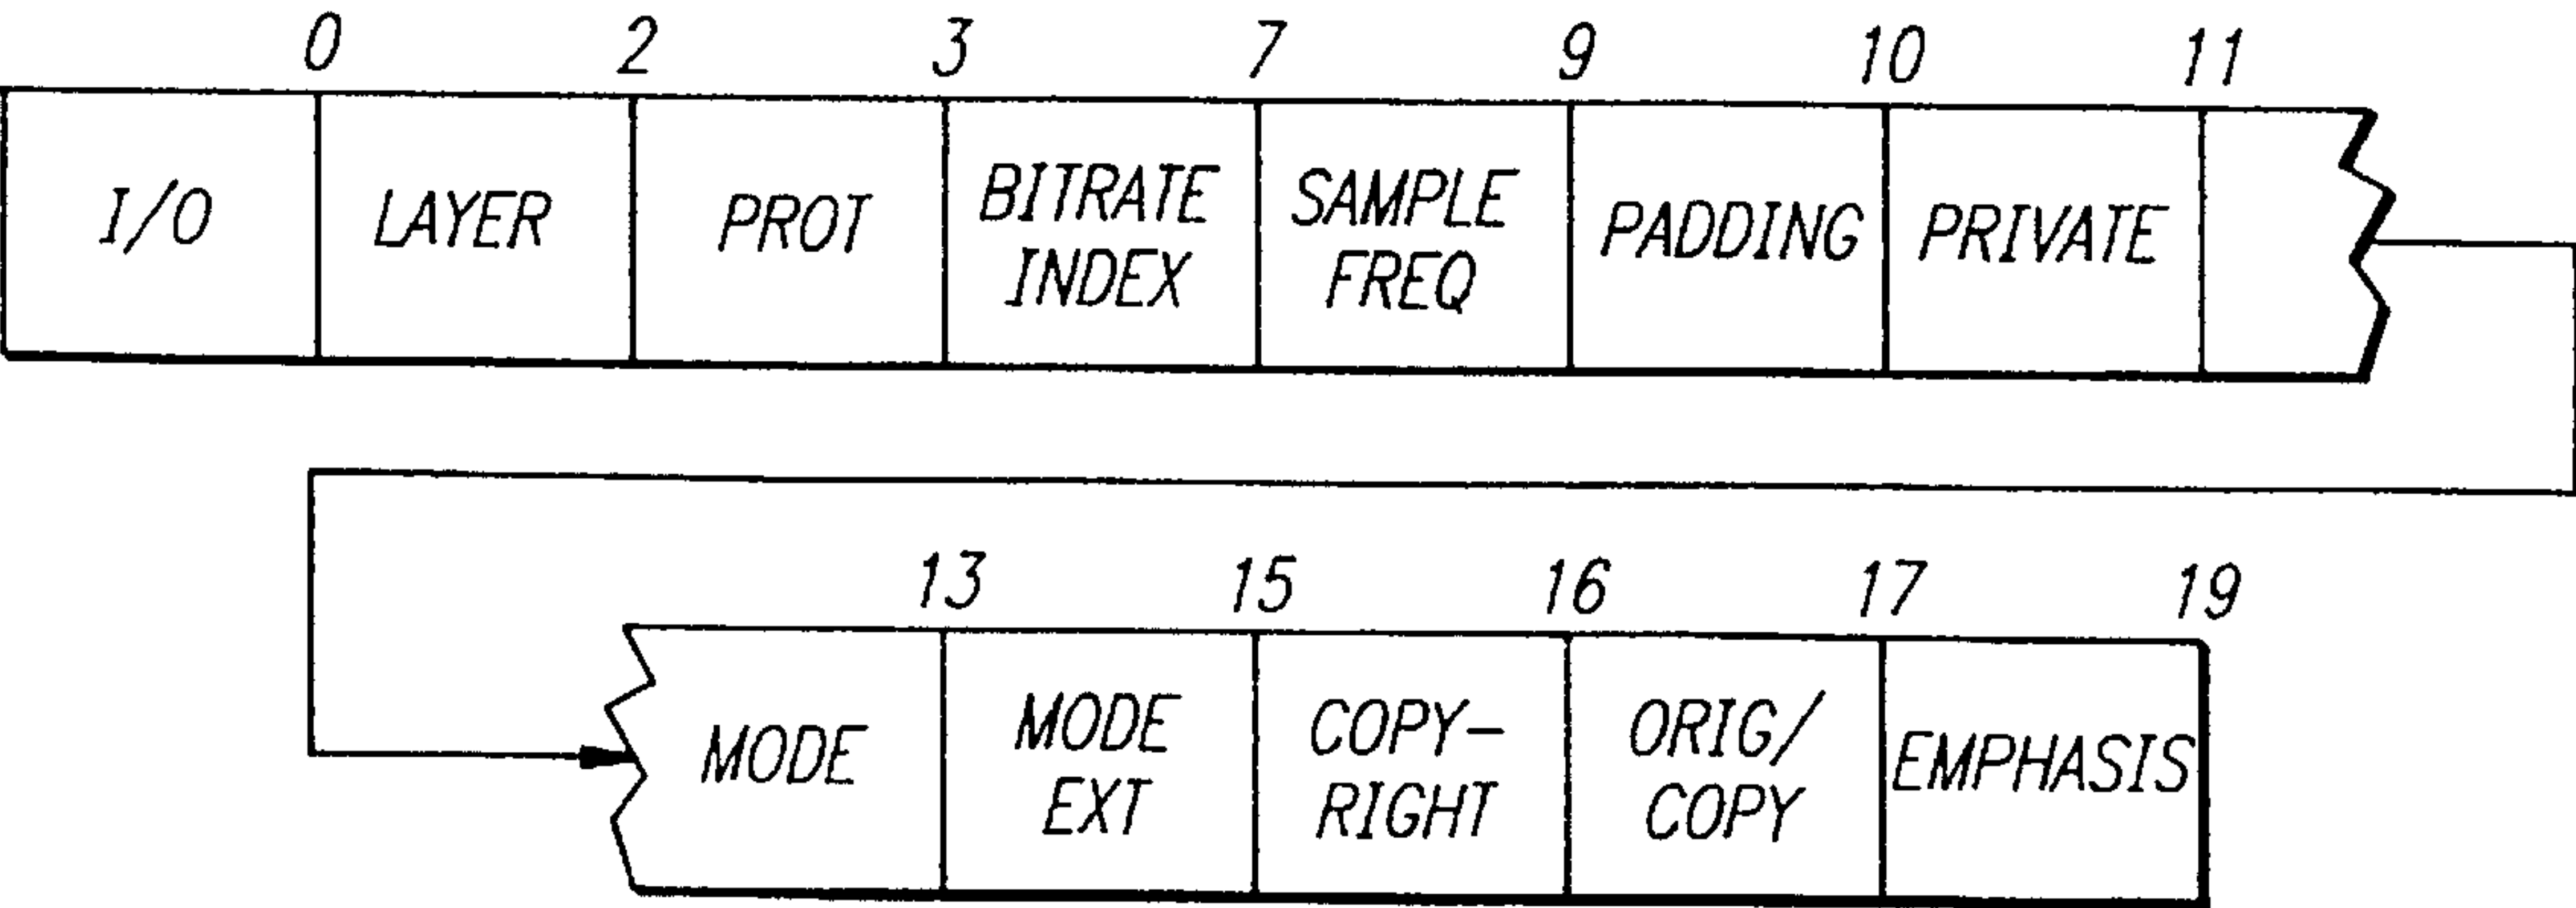 0 2 3 7 9 10 11
I/O LAYER PROT BITRATE INDEX SAMPLE FREQ PADDING PRIVATE
13 15 16 17 19
MODE MODE EXT COPY-RIGHT ORIG/COPY EMPHASIS